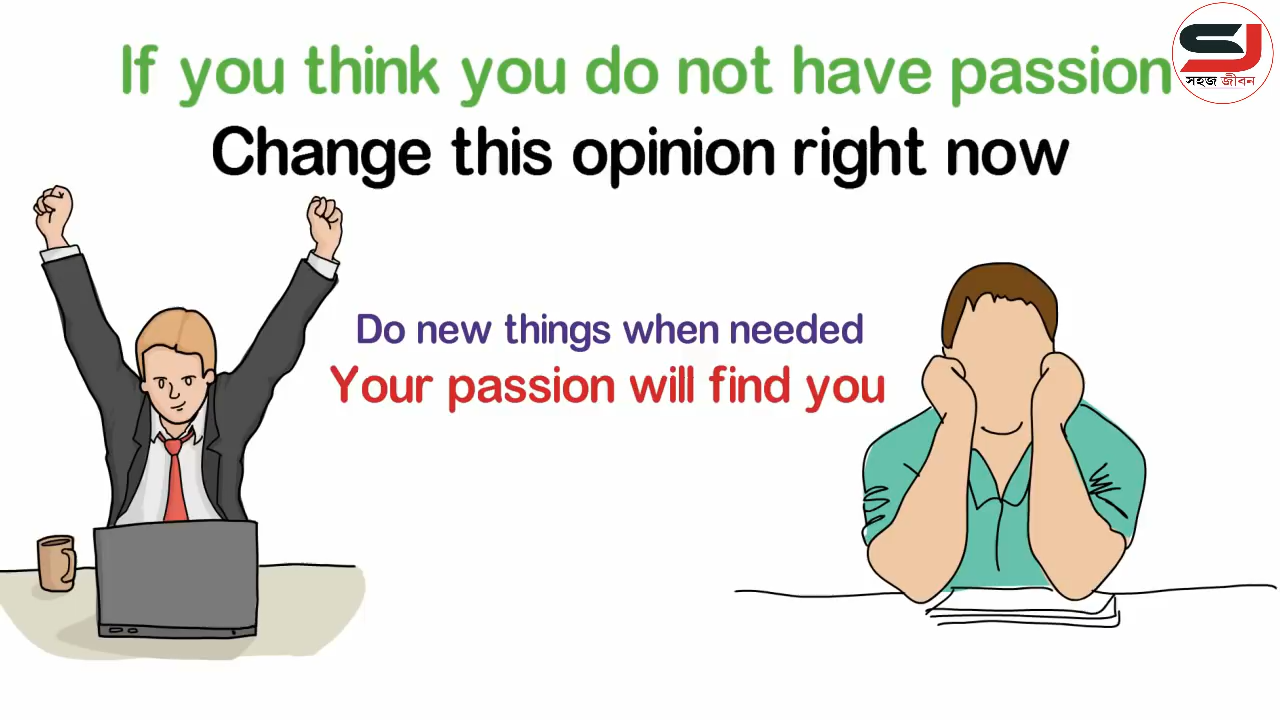 If you think you do not have passion
SJ
সহজ জীবন
Change this opinion right now
Do new things when needed
Your passion will find you